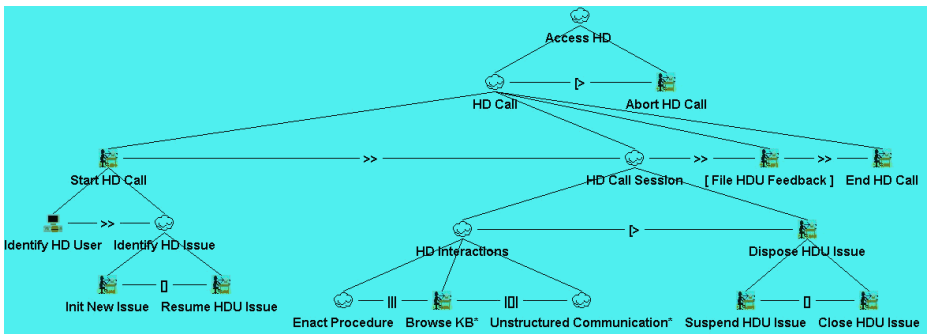 Access HD
[>
HD Call
Abort HD Call
>>
>>
>>
Start HD Call
HD Call Session
[ File HDU Feedback ]
End HD Call
>>
[>
Identify HD User
Identify HD Issue
HD Interactions
Dispose HDU Issue
[]
|||
|[]|
[]
Init New Issue
Resume HDU Issue
Enact Procedure
Browse KB*
Unstructured Communication*
Suspend HDU Issue
Close HDU Issue